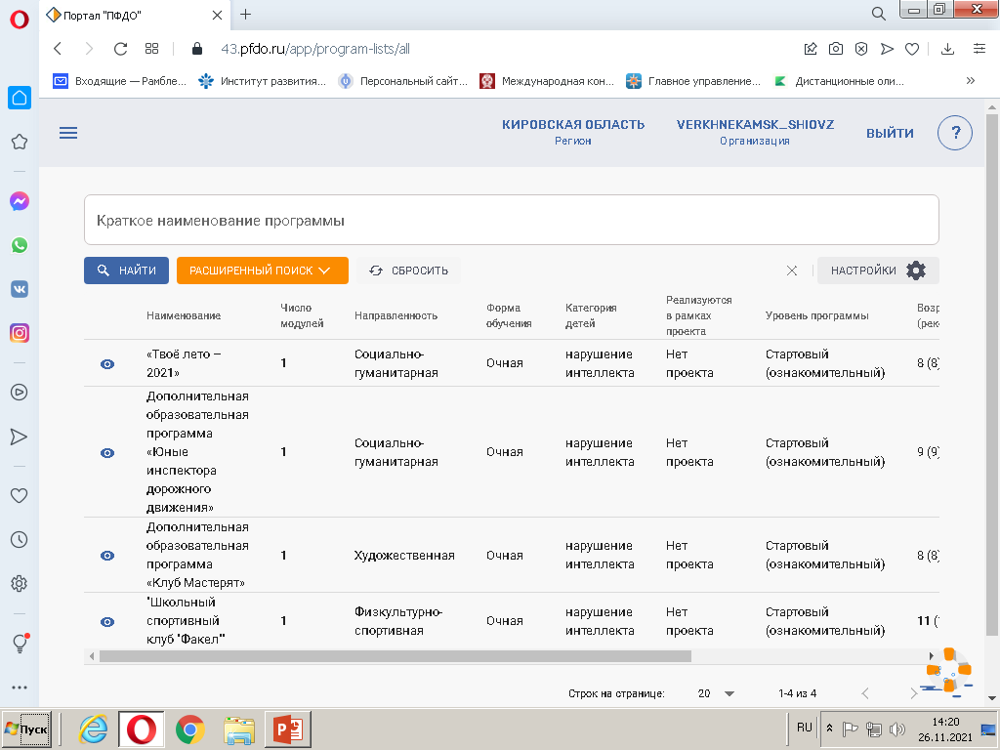 Портал "ПФДО"
43.pfdo.ru/app/program-lists/all
Входящие — Рамбле...
Институт развития...
Персональный сайт...
Международная кон...
Главное управление...
Дистанционные оли...
КИРОВСКАЯ ОБЛАСТЬ
Регион
VERKHNEKAMSK_SHIOVZ
Организация
ВЫЙТИ
?
Краткое наименование программы
НАЙТИ
РАСШИРЕННЫЙ ПОИСК
СБРОСИТЬ
НАСТРОЙКИ
Наименование
Число
модулей
Направленность
Форма
обучения
Категория
детей
Реализуются
в рамках
проекта
Уровень программы
Возр
(рек
«Твоё лето –
2021»
1
Социально-
гуманитарная
Очная
нарушение
интеллекта
Нет
проекта
Стартовый
(ознакомительный)
8 (8)
Дополнительная
образовательная
программа
«Юные
инспектора
дорожного
движения»
1
Социально-
гуманитарная
Очная
нарушение
интеллекта
Нет
проекта
Стартовый
(ознакомительный)
9 (9)
Дополнительная
образовательная
программа
«Клуб Мастерят»
1
Художественная
Очная
нарушение
интеллекта
Нет
проекта
Стартовый
(ознакомительный)
8 (8)
"Школьный
спортивный
клуб "Факел""
1
Физкультурно-
спортивная
Очная
нарушение
интеллекта
Нет
проекта
Стартовый
(ознакомительный)
11 (
Строк на странице:
20
1-4 из 4
Пуск
RU
14:20
26.11.2021